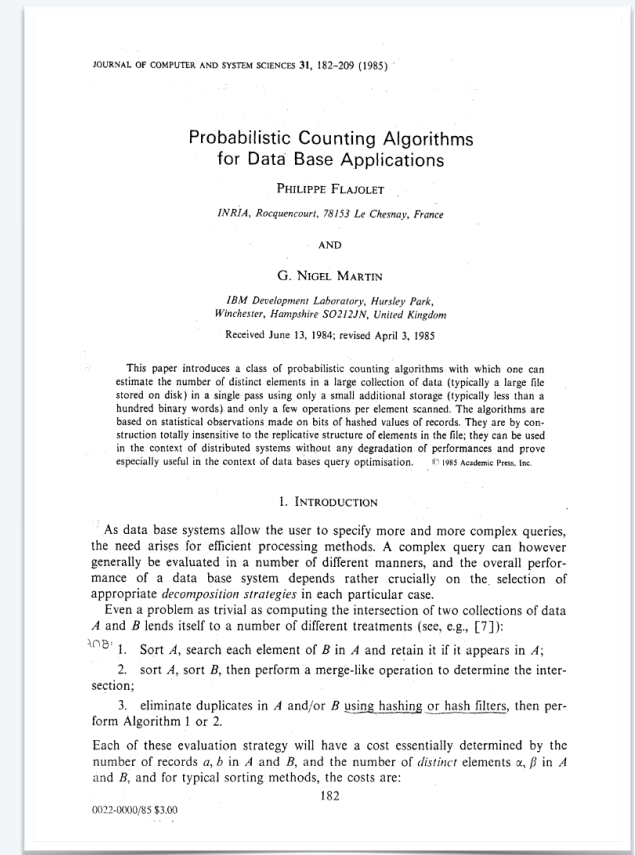 JOURNAL OF COMPUTER AND SYSTEM SCIENCES 31, 182–209 (1985)
Probabilistic Counting Algorithms
for Data Base Applications
PHILIPPE FLAJOLET
INRIA, Rocquencourt, 78153 Le Chesnay, France
AND
G. NIGEL MARTIN
IBM Development Laboratory, Hursley Park,
Winchester, Hampshire SO212JN, United Kingdom
Received June 13, 1984; revised April 3, 1985
This paper introduces a class of probabilistic counting algorithms with which one can
estimate the number of distinct elements in a large collection of data (typically a large file
stored on disk) in a single pass using only a small additional storage (typically less than a
hundred binary words) and only a few operations per element scanned. The algorithms are
based on statistical observations made on bits of hashed values of records. They are by con-
struction totally insensitive to the replicative structure of elements in the file; they can be used
in the context of distributed systems without any degradation of performances and prove
especially useful in the context of data bases query optimisation. © 1985 Academic Press, Inc.
1. INTRODUCTION
As data base systems allow the user to specify more and more complex queries,
the need arises for efficient processing methods. A complex query can however
generally be evaluated in a number of different manners, and the overall perfor-
mance of a data base system depends rather crucially on the selection of
appropriate decomposition strategies in each particular case.
Even a problem as trivial as computing the intersection of two collections of data
A and B lends itself to a number of different treatments (see, e.g., [7]):
A∩B: 1. Sort A, search each element of B in A and retain it if it appears in A;
2. sort A, sort B, then perform a merge-like operation to determine the inter-
section;
3. eliminate duplicates in A and/or B using hashing or hash filters, then per-
form Algorithm 1 or 2.
Each of these evaluation strategy will have a cost essentially determined by the
number of records a, b in A and B, and the number of distinct elements α, β in A
and B, and for typical sorting methods, the costs are:
182
0022-0000/85 $3.00